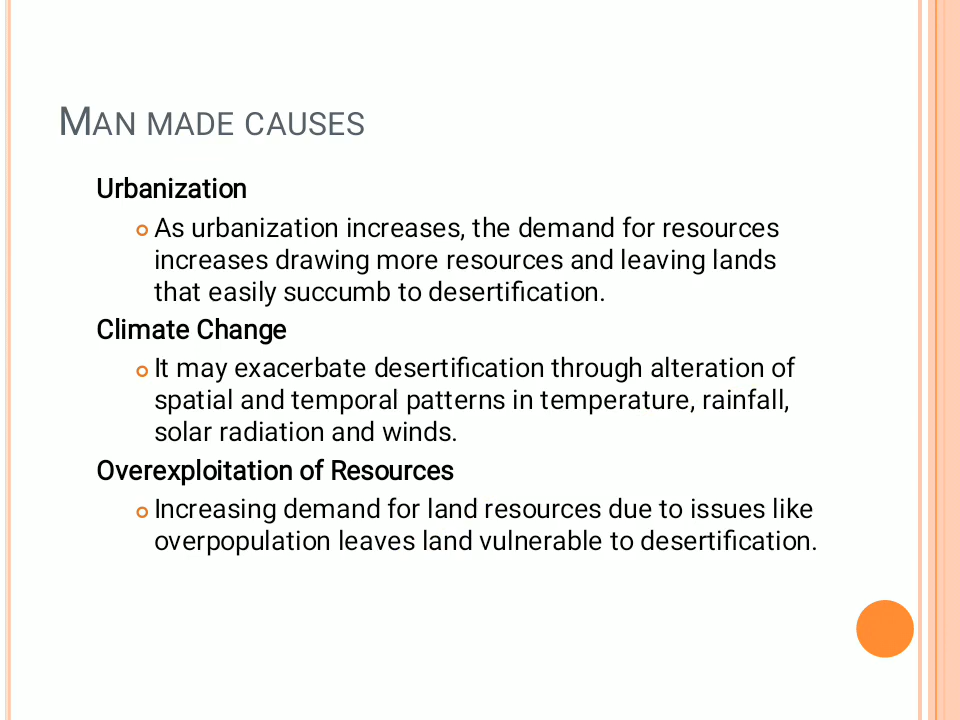 MAN MADE CAUSES
Urbanization
As urbanization increases, the demand for resources
increases drawing more resources and leaving lands
that easily succumb to desertification.
Climate Change
It may exacerbate desertification through alteration of
spatial and temporal patterns in temperature, rainfall,
solar radiation and winds.
Overexploitation of Resources
Increasing demand for land resources due to issues like
overpopulation leaves land vulnerable to desertification.